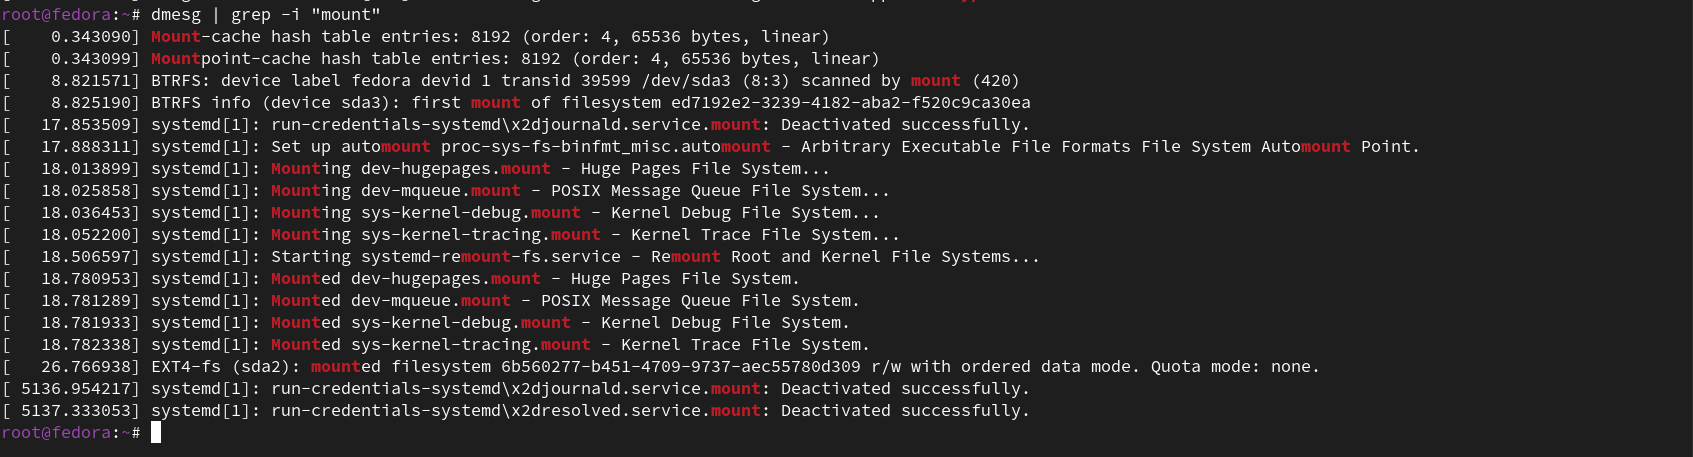 root@fedora:~# dmesg | grep -i "mount"
[    0.343090] Mount-cache hash table entries: 8192 (order: 4, 65536 bytes, linear)
[    0.343099] Mountpoint-cache hash table entries: 8192 (order: 4, 65536 bytes, linear)
[    8.821571] BTRFS: device label fedora devid 1 transid 39599 /dev/sda3 (8:3) scanned by mount (420)
[    8.825190] BTRFS info (device sda3): first mount of filesystem ed7192e2-3239-4182-aba2-f520c9ca30ea
[   17.853509] systemd[1]: run-credentials-systemd\x2djournald.service.mount: Deactivated successfully.
[   17.888311] systemd[1]: Set up automount proc-sys-fs-binfmt_misc.automount - Arbitrary Executable File Formats File System Automount Point.
[   18.013899] systemd[1]: Mounting dev-hugepages.mount - Huge Pages File System...
[   18.025858] systemd[1]: Mounting dev-mqueue.mount - POSIX Message Queue File System...
[   18.036453] systemd[1]: Mounting sys-kernel-debug.mount - Kernel Debug File System...
[   18.052200] systemd[1]: Mounting sys-kernel-tracing.mount - Kernel Trace File System...
[   18.506597] systemd[1]: Starting systemd-remount-fs.service - Remount Root and Kernel File Systems...
[   18.780953] systemd[1]: Mounted dev-hugepages.mount - Huge Pages File System.
[   18.781289] systemd[1]: Mounted dev-mqueue.mount - POSIX Message Queue File System.
[   18.781933] systemd[1]: Mounted sys-kernel-debug.mount - Kernel Debug File System.
[   18.782338] systemd[1]: Mounted sys-kernel-tracing.mount - Kernel Trace File System.
[   26.766938] EXT4-fs (sda2): mounted filesystem 6b560277-b451-4709-9737-aec55780d309 r/w with ordered data mode. Quota mode: none.
[ 5136.954217] systemd[1]: run-credentials-systemd\x2djournald.service.mount: Deactivated successfully.
[ 5137.333053] systemd[1]: run-credentials-systemd\x2dresolved.service.mount: Deactivated successfully.
root@fedora:~#